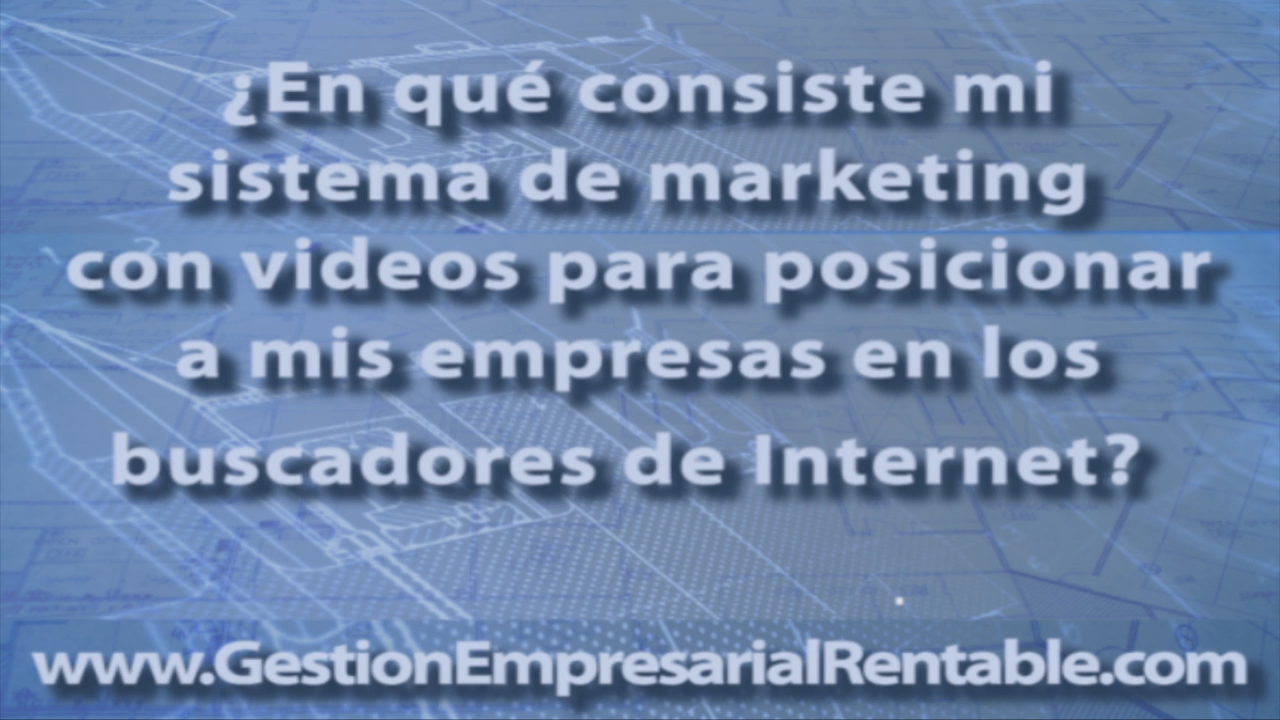 ¿En qué consiste mi
sistema de marketing
con videos para posicionar
a mis empresas en los
buscadores de Internet?
www.GestionEmpresarialRentable.com